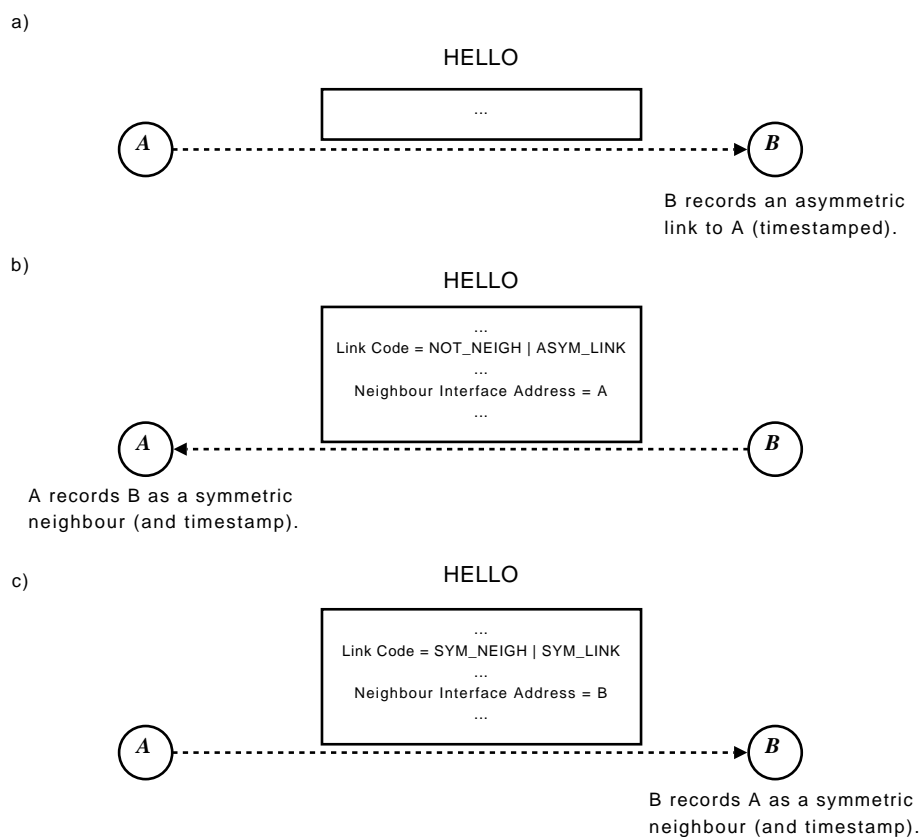 a)
HELLO
...
A
B
B records an asymmetric
link to A (timestamped).
b)
HELLO
...
Link Code = NOT_NEIGH | ASYM_LINK
...
Neighbour Interface Address = A
...
A
B
A records B as a symmetric
neighbour (and timestamp).
c)
HELLO
...
Link Code = SYM_NEIGH | SYM_LINK
...
Neighbour Interface Address = B
...
A
B
B records A as a symmetric
neighbour (and timestamp).